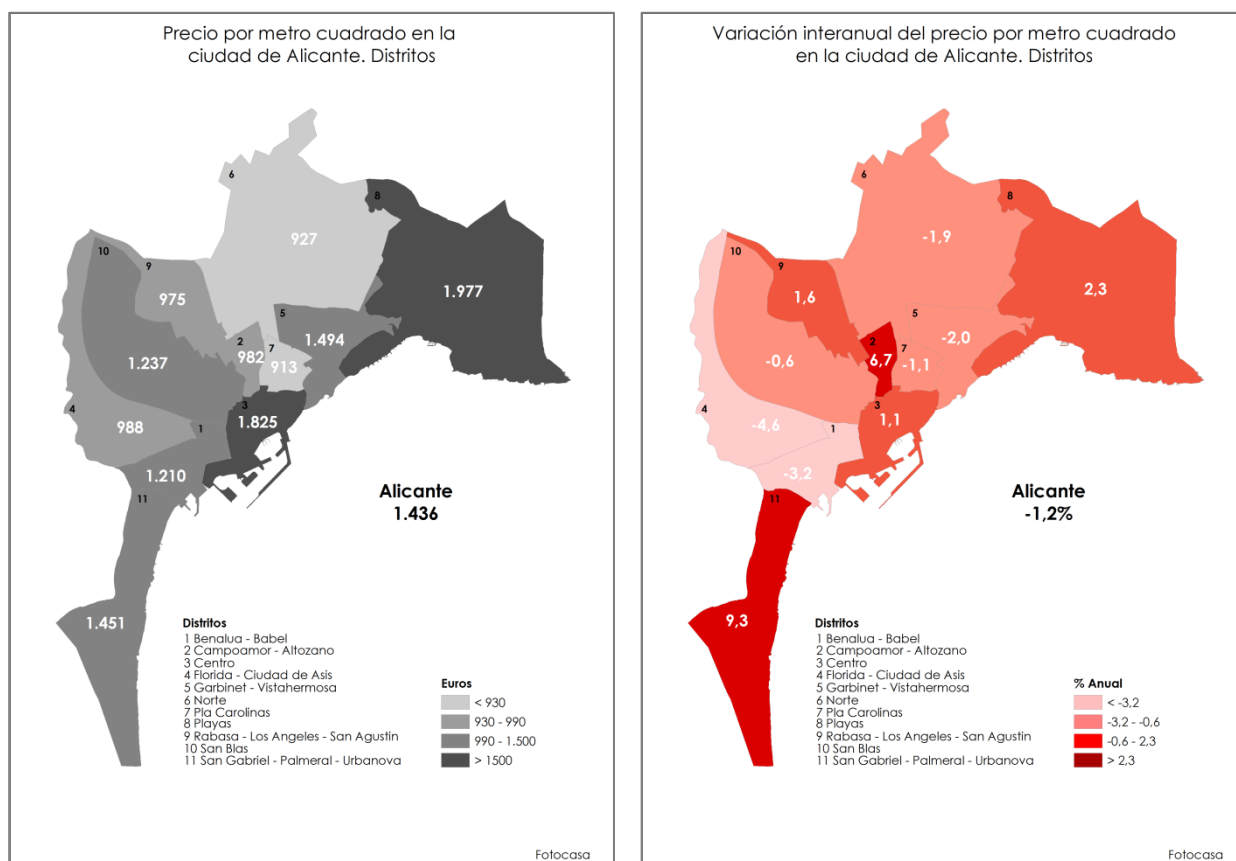 Precio por metro cuadrado en la
ciudad de Alicante. Distritos
6
8
927
10
9
975
1.977
5
1.494
2
982
7
913
1.237
3
4
988
1
1.825
1.210
11
Alicante
1.436
1.451
Distritos
1 Benalua - Babel
2 Campoamor - Altozano
3 Centro
4 Florida - Ciudad de Asis
5 Garbinet - Vistahermosa
6 Norte
7 Pla Carolinas
8 Playas
9 Rabasa - Los Angeles - San Agustin
10 San Blas
11 San Gabriel - Palmeral - Urbanova
Euros
< 930
930 - 990
990 - 1.500
> 1500
Fotocasa
Variación interanual del precio por metro cuadrado
en la ciudad de Alicante. Distritos
6
8
-1,9
10
9
1,6
2,3
5
-2,0
2
6,7
7
-1,1
-0,6
3
4
-4,6
1
1,1
-3,2
11
Alicante
-1,2%
9,3
Distritos
1 Benalua - Babel
2 Campoamor - Altozano
3 Centro
4 Florida - Ciudad de Asis
5 Garbinet - Vistahermosa
6 Norte
7 Pla Carolinas
8 Playas
9 Rabasa - Los Angeles - San Agustin
10 San Blas
11 San Gabriel - Palmeral - Urbanova
% Anual
< -3,2
-3,2 - -0,6
-0,6 - 2,3
> 2,3
Fotocasa